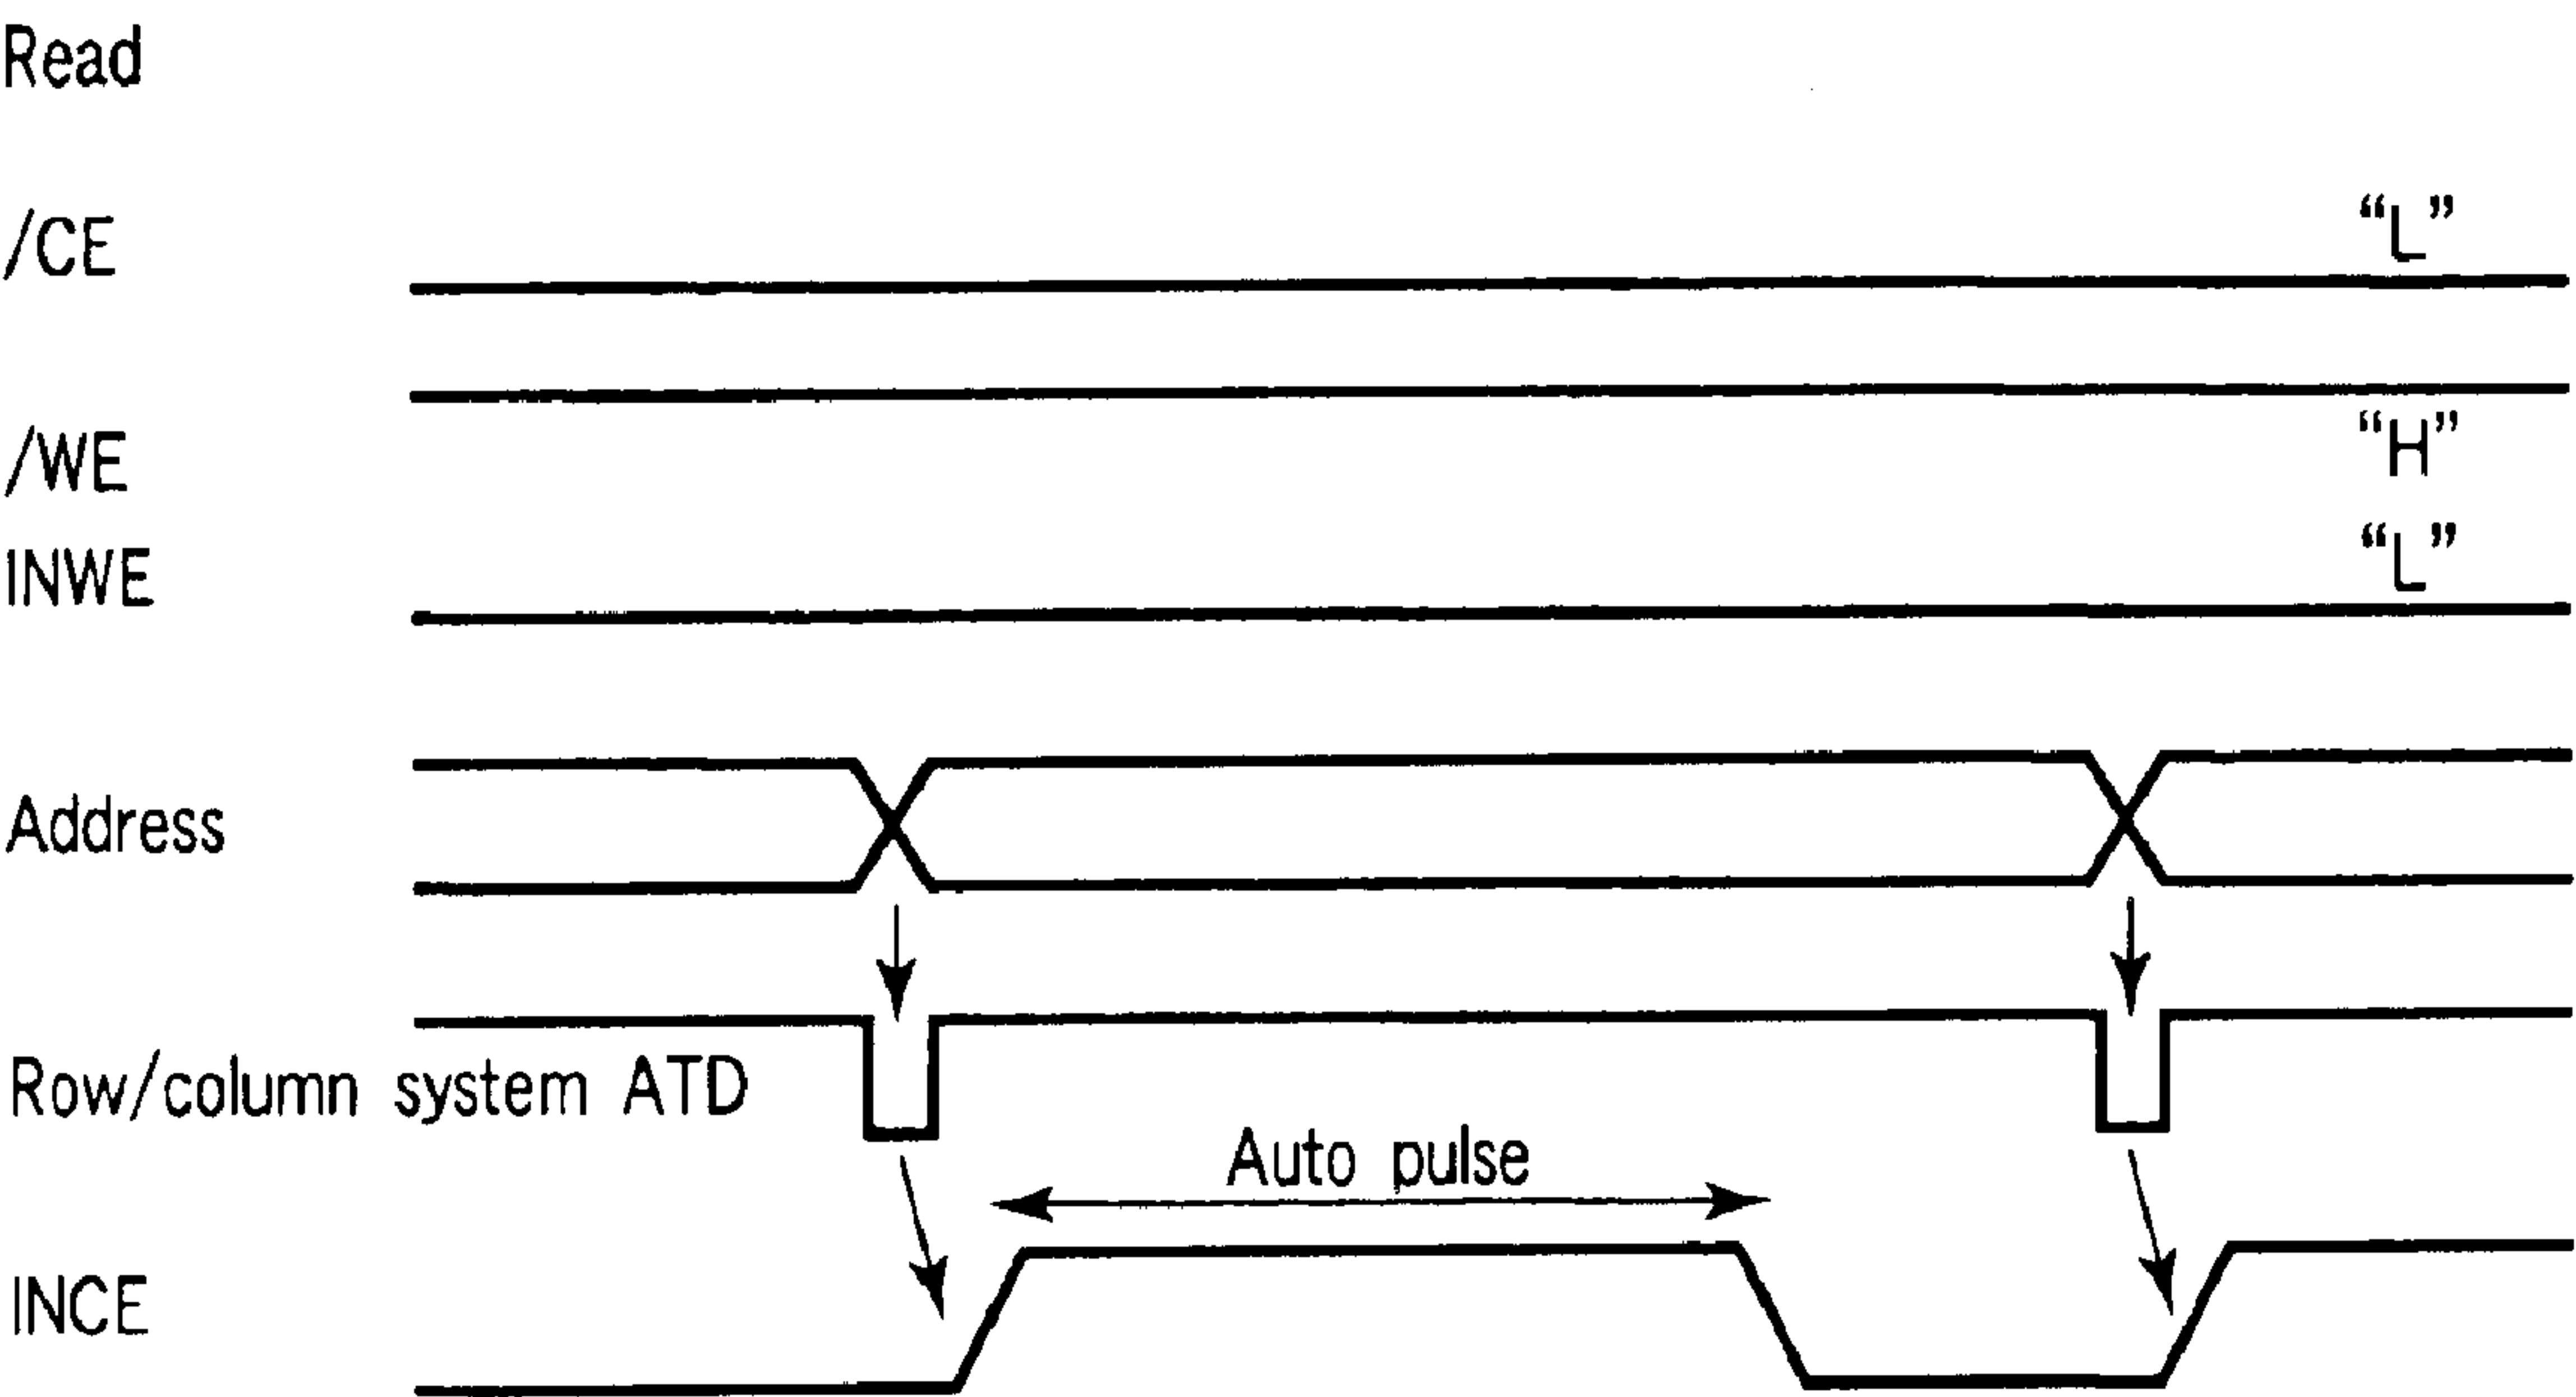 Read
/CE “L”
/WE “H”
INWE “L”
Address
Row/column system ATD
Auto pulse
INCE